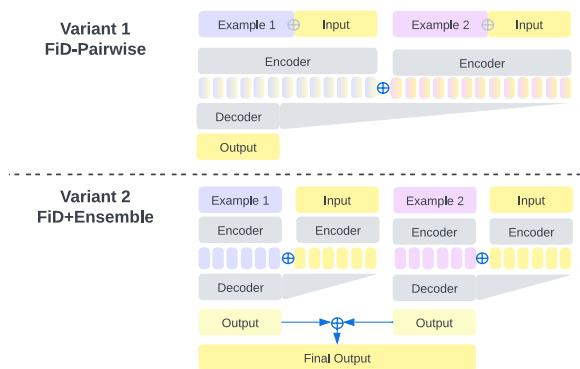 Variant 1
FiD-Pairwise
Example 1 ⊕ Input
Example 2 ⊕ Input
Encoder
Encoder
⊕
Decoder
Output
Variant 2
FiD+Ensemble
Example 1
Input
Example 2
Input
Encoder
Encoder
Encoder
Encoder
⊕
⊕
Decoder
Decoder
Output
⊕
Output
Final Output